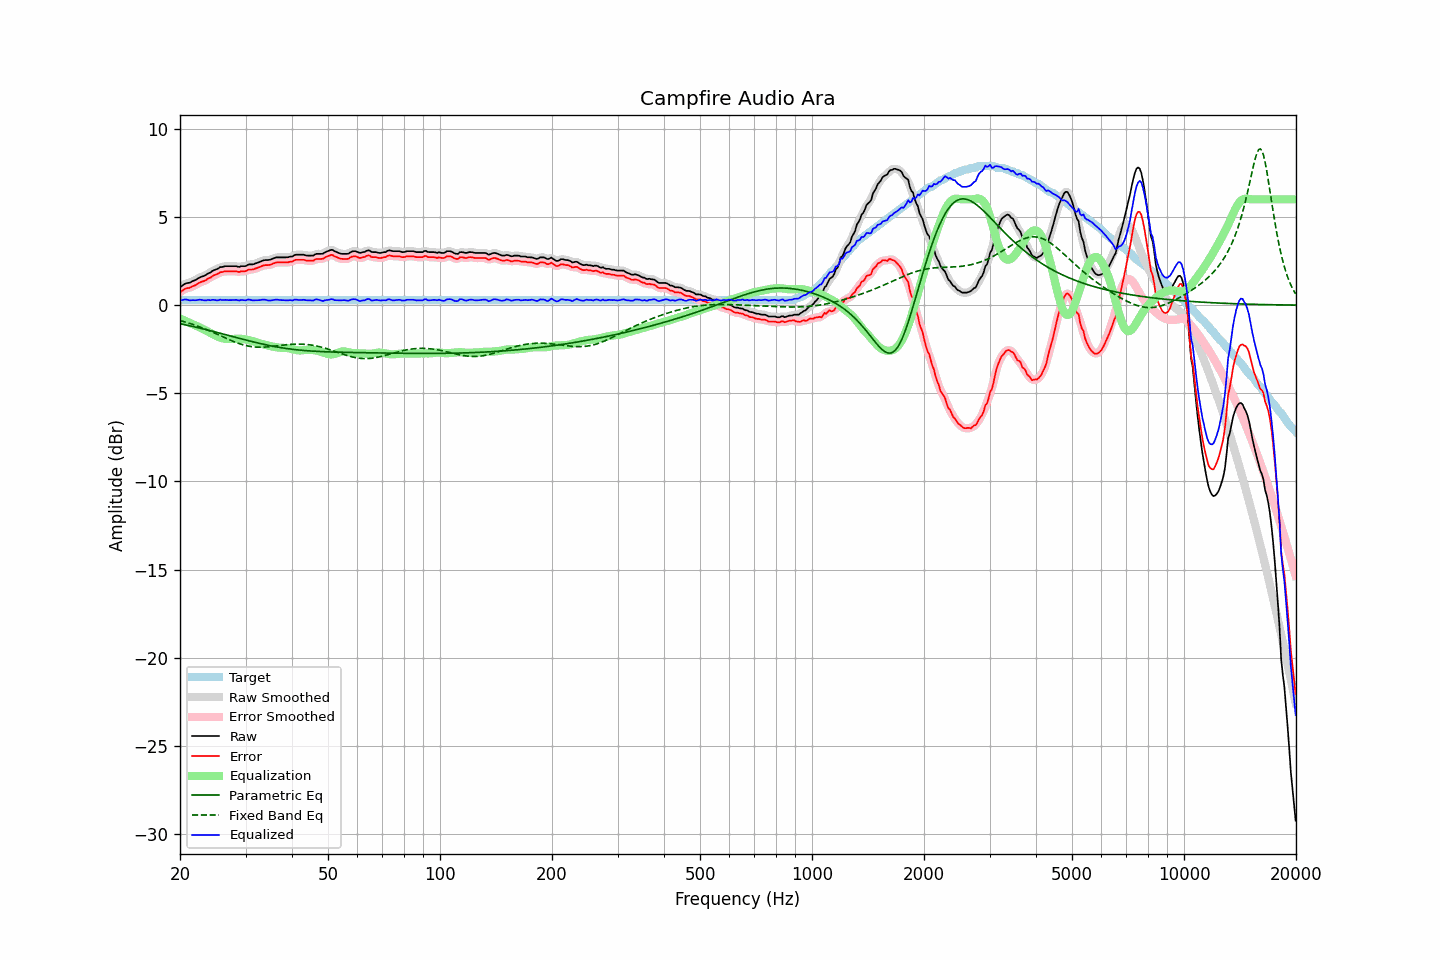 Campfire Audio Ara
Amplitude (dBr)
10
5
0
−5
−10
−15
−20
−25
−30
Target
Raw Smoothed
Error Smoothed
Raw
Error
Equalization
Parametric Eq
Fixed Band Eq
Equalized
20 50 100 200 500 1000 2000 5000 10000 20000
Frequency (Hz)